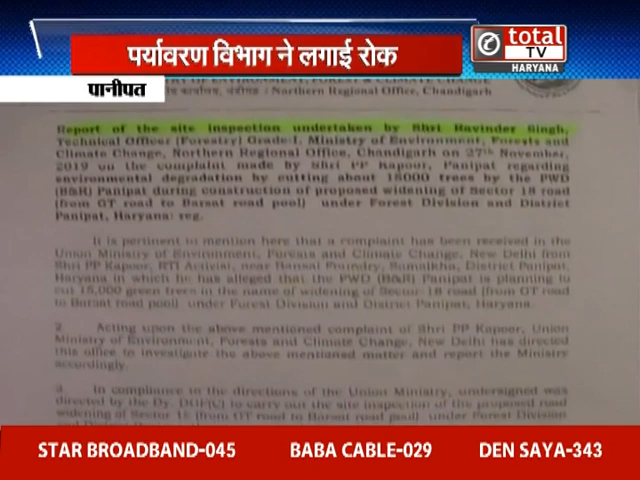 पर्यावरण विभाग ने लगाई रोक
total
TV
HARYANA
पानीपत
OF ENVIRONMENT, FOREST & CLIMATE CHANGE
Northern Regional Office, Chandigarh
Report of the site inspection undertaken by Shri Ravinder Singh,
Technical Officer (Forestry) Grade-I, Ministry of Environment, Forests and
Climate Change, Northern Regional Office, Chandigarh on 27th November,
2019 on the complaint made by shri PP Kapoor, Panipat regarding
environmental degradation by cutting about 15000 trees by the PWD
(B&R) Panipat during construction of proposed widening of Sector 18 road
(from GT road to Barsat road pool) under Forest Division and District
Panipat, Haryana: reg.
It is pertinent to mention here that a complaint has been received in the
Union Ministry of Environment, Forests and Climate Change, New Delhi from
Shri PP Kapoor, RTI Activist, near Bansal Foundry, Samalkha, District Panipat,
Haryana in which he has alleged that the PWD (B&R) Panipat is planting to
cut 15,000 green trees in the name of widening of Sector 18 road (from GT road
to Barsat road pool) under Forest Division and District Panipat, Haryana.
2. Acting upon the above mentioned complaint of Shri PP Kapoor, Union
Ministry of Environment, Forests and Climate Change, New Delhi has directed
this office to investigate the above mentioned matter and report the Ministry
accordingly.
3. In compliance to the directions of the Union Ministry, undersigned was
directed by the Dy. to carry out the site inspection of the proposed road
widening of Sector 18 (from GT road to Barsat road pool) under Forest Division
STAR BROADBAND-045 BABA CABLE-029 DEN SAYA-343